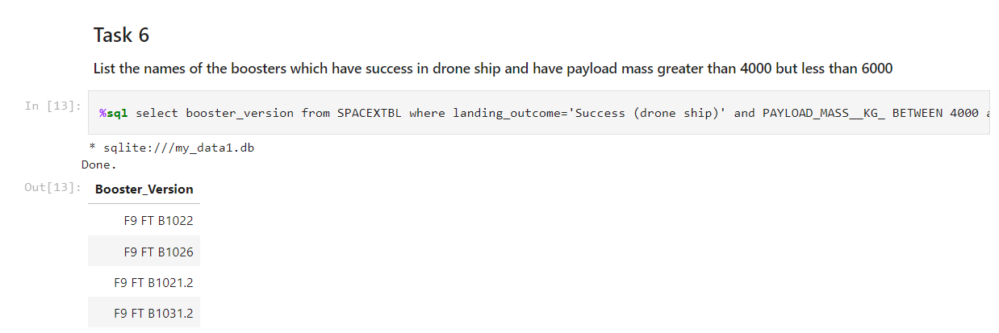 Task 6
List the names of the boosters which have success in drone ship and have payload mass greater than 4000 but less than 6000
In [13]: %sql select booster_version from SPACEXTBL where landing_outcome='Success (drone ship)' and PAYLOAD_MASS__KG_ BETWEEN 4000
* sqlite:///my_data1.db
Done.
Out[13]: Booster_Version
F9 FT B1022
F9 FT B1026
F9 FT B1021.2
F9 FT B1031.2